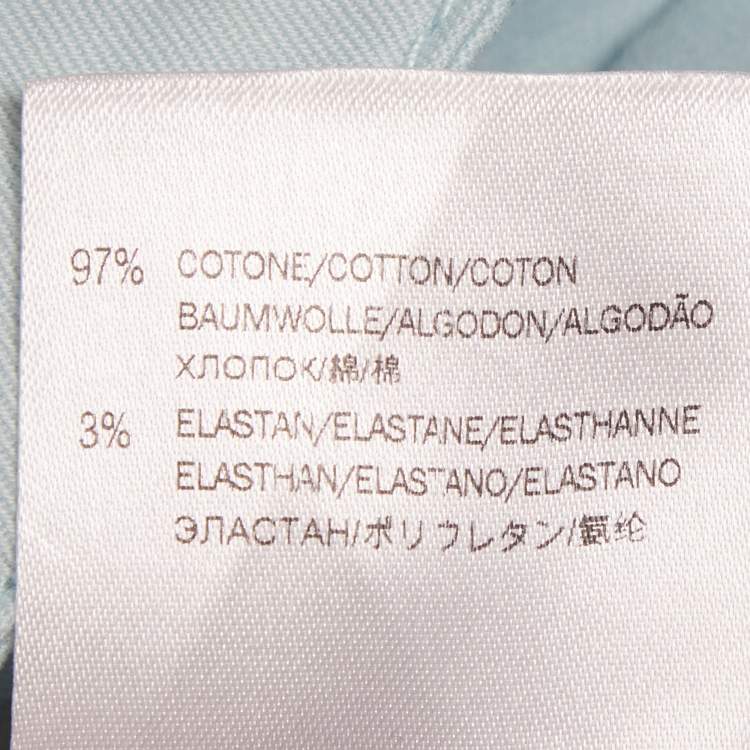 97% COTONE/COTTON/COTON
BAUMWOLLE/ALGODON/ALGODÃO
ХЛОПОК/綿/棉
3% ELASTAN/ELASTANE/ELASTHANNE
ELASTHAN/ELASTANO/ELASTANO
ЭЛАСТАН/ポリウレタン/氨纶